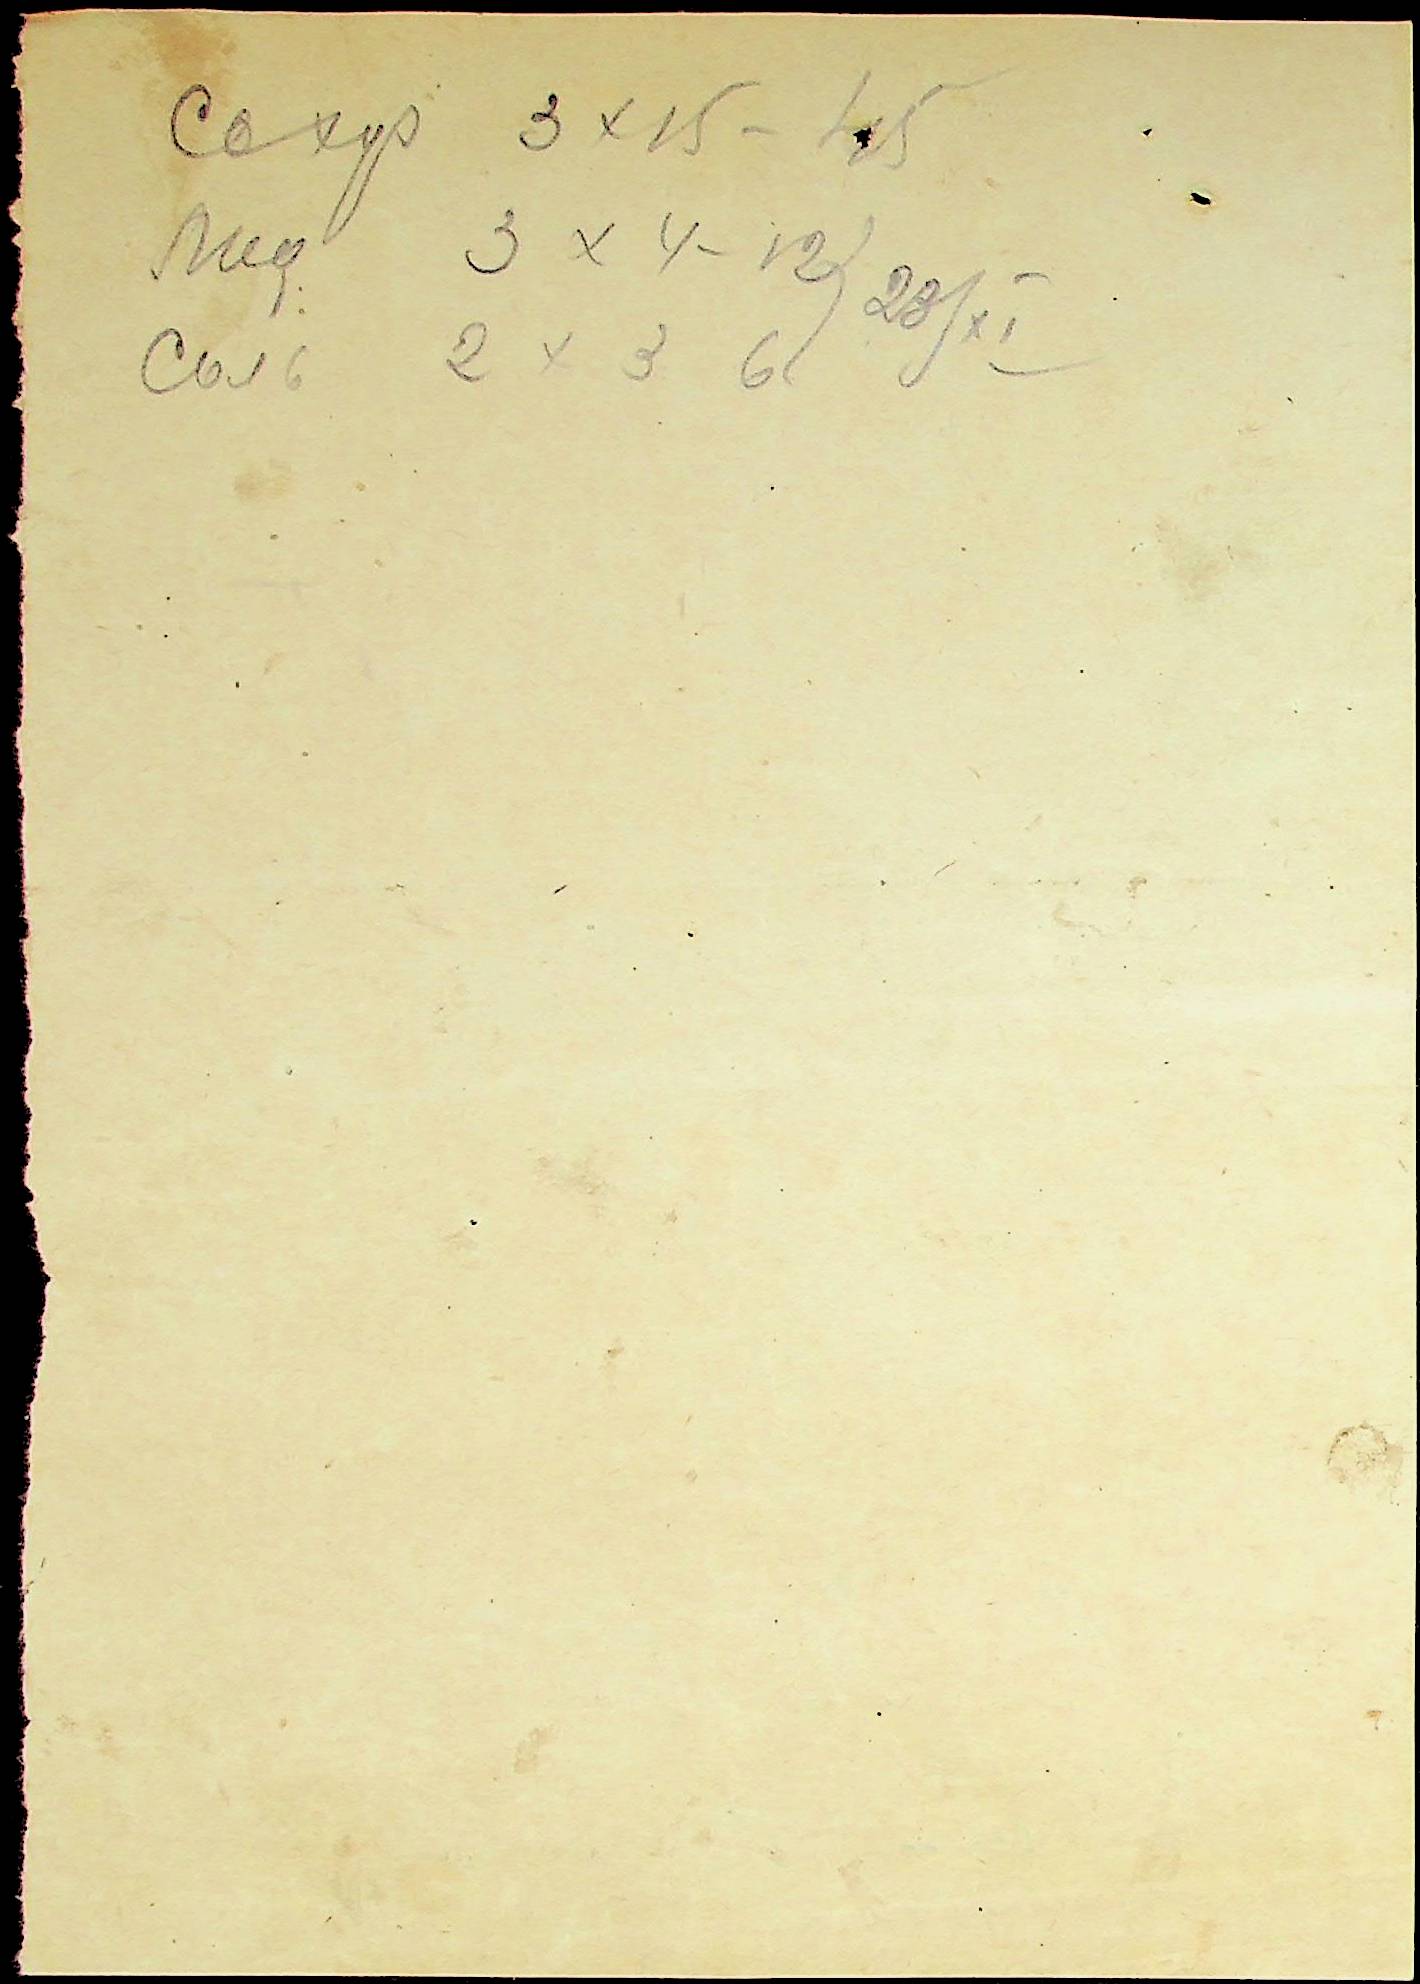 Сахар 3 х 15 - 45
Мед. 3 х 4 - 12
23/XI
Соль 2 х 3 6